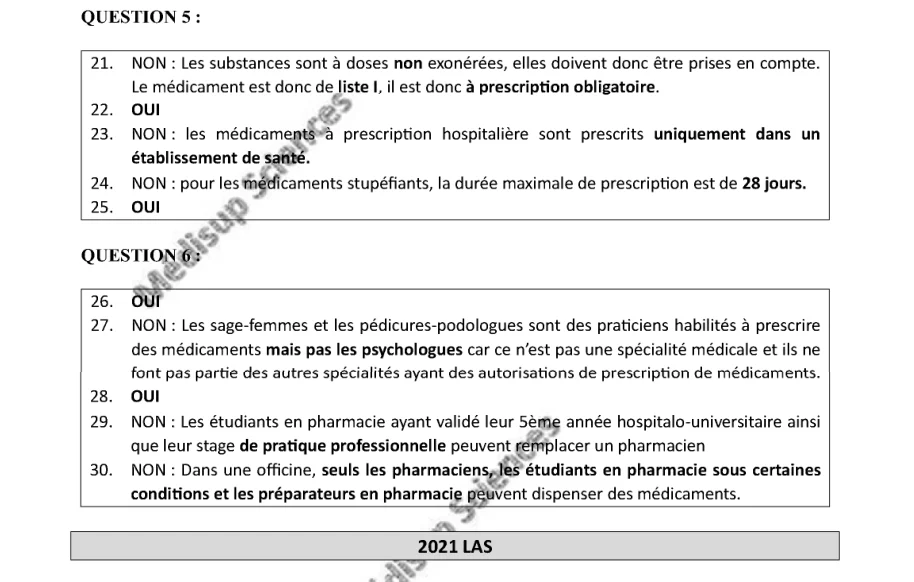 QUESTION 5 :
21. NON : Les substances sont à doses non exonérées, elles doivent donc être prises en compte.
Le médicament est donc de liste I, il est donc à prescription obligatoire.
22. OUI
23. NON : les médicaments à prescription hospitalière sont prescrits uniquement dans un
établissement de santé.
24. NON : pour les médicaments stupéfiants, la durée maximale de prescription est de 28 jours.
25. OUI
Médisup Sciences
QUESTION 6 :
26. OUI
27. NON : Les sage-femmes et les pédicures-podologues sont des praticiens habilités à prescrire
des médicaments mais pas les psychologues car ce n'est pas une spécialité médicale et ils ne
font pas partie des autres spécialités ayant des autorisations de prescription de médicaments.
28. OUI
29. NON : Les étudiants en pharmacie ayant validé leur 5ème année hospitalo-universitaire ainsi
que leur stage de pratique professionnelle peuvent remplacer un pharmacien
30. NON : Dans une officine, seuls les pharmaciens, les étudiants en pharmacie sous certaines
conditions et les préparateurs en pharmacie peuvent dispenser des médicaments.
Sciences
2021 LAS